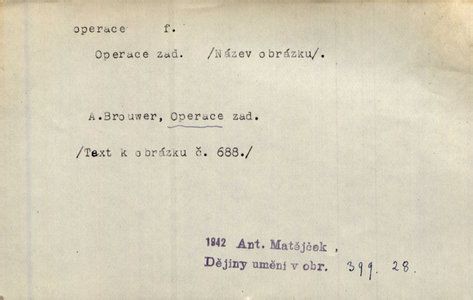 operace f.
Operace zad. /Název obrázku/.
A.Brouwer, Operace zad.
/Text k obrázku č. 688./
1942 Ant. Matějček,
Dějiny umění v obr. 399. 28.